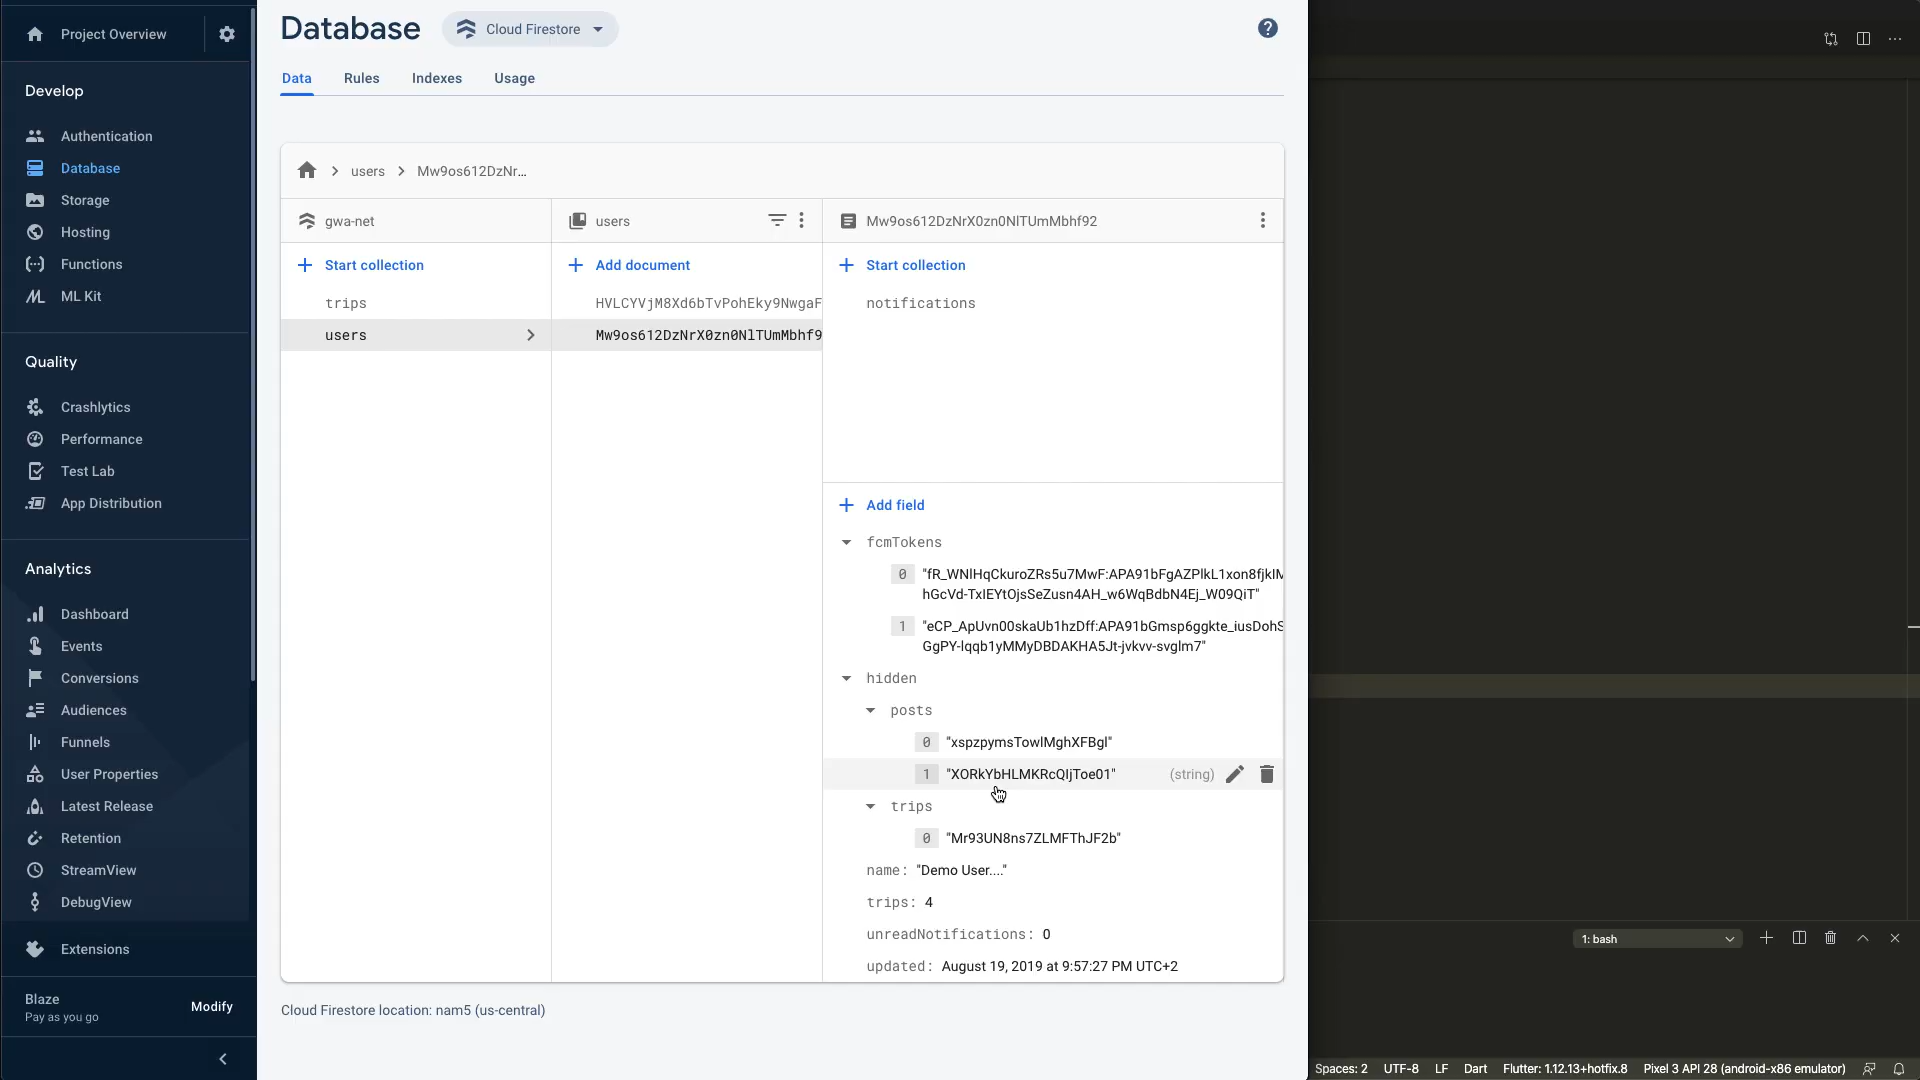 Project Overview
Develop
Authentication
Database
Storage
Hosting
Functions
ML Kit
Quality
Crashlytics
Performance
Test Lab
App Distribution
Analytics
Dashboard
Events
Conversions
Audiences
Funnels
User Properties
Latest Release
Retention
StreamView
DebugView
Extensions
Blaze
Pay as you go
Modify
Database
Cloud Firestore
Data Rules Indexes Usage
users Mw9os612DzNr...
gwa-net
Start collection
trips
users
users
Add document
HVLCYVjM8Xd6bTvPohEky9NwgaF
Mw9os612DzNrX0zn0NlTUmMbhf9
Mw9os612DzNrX0zn0NlTUmMbhf92
Start collection
notifications
Add field
fcmTokens
0 "fR_WNlHqCkuroZRs5u7MwF:APA91bFgAZPlkL1xon8fjklM
hGcVd-TxIEYtOjsSeZusn4AH_w6WqBdbN4Ej_W09QiT"
1 "eCP_ApUvn00skaUb1hzDff:APA91bGmsp6ggkte_iusDohS
GgPY-lqqb1yMMyDBDAKHA5Jt-jvkvv-svglm7"
hidden
posts
0 "xspzpymsTowlMghXFBgl"
1 "XORkYbHLMKRcQljToe01" (string)
trips
0 "Mr93UN8ns7ZLMFThJF2b"
name: "Demo User...."
trips: 4
unreadNotifications: 0
updated: August 19, 2019 at 9:57:27 PM UTC+2
Cloud Firestore location: nam5 (us-central)
1: bash
Spaces: 2 UTF-8 LF Dart Flutter: 1.12.13+hotfix.8 Pixel 3 API 28 (android-x86 emulator)